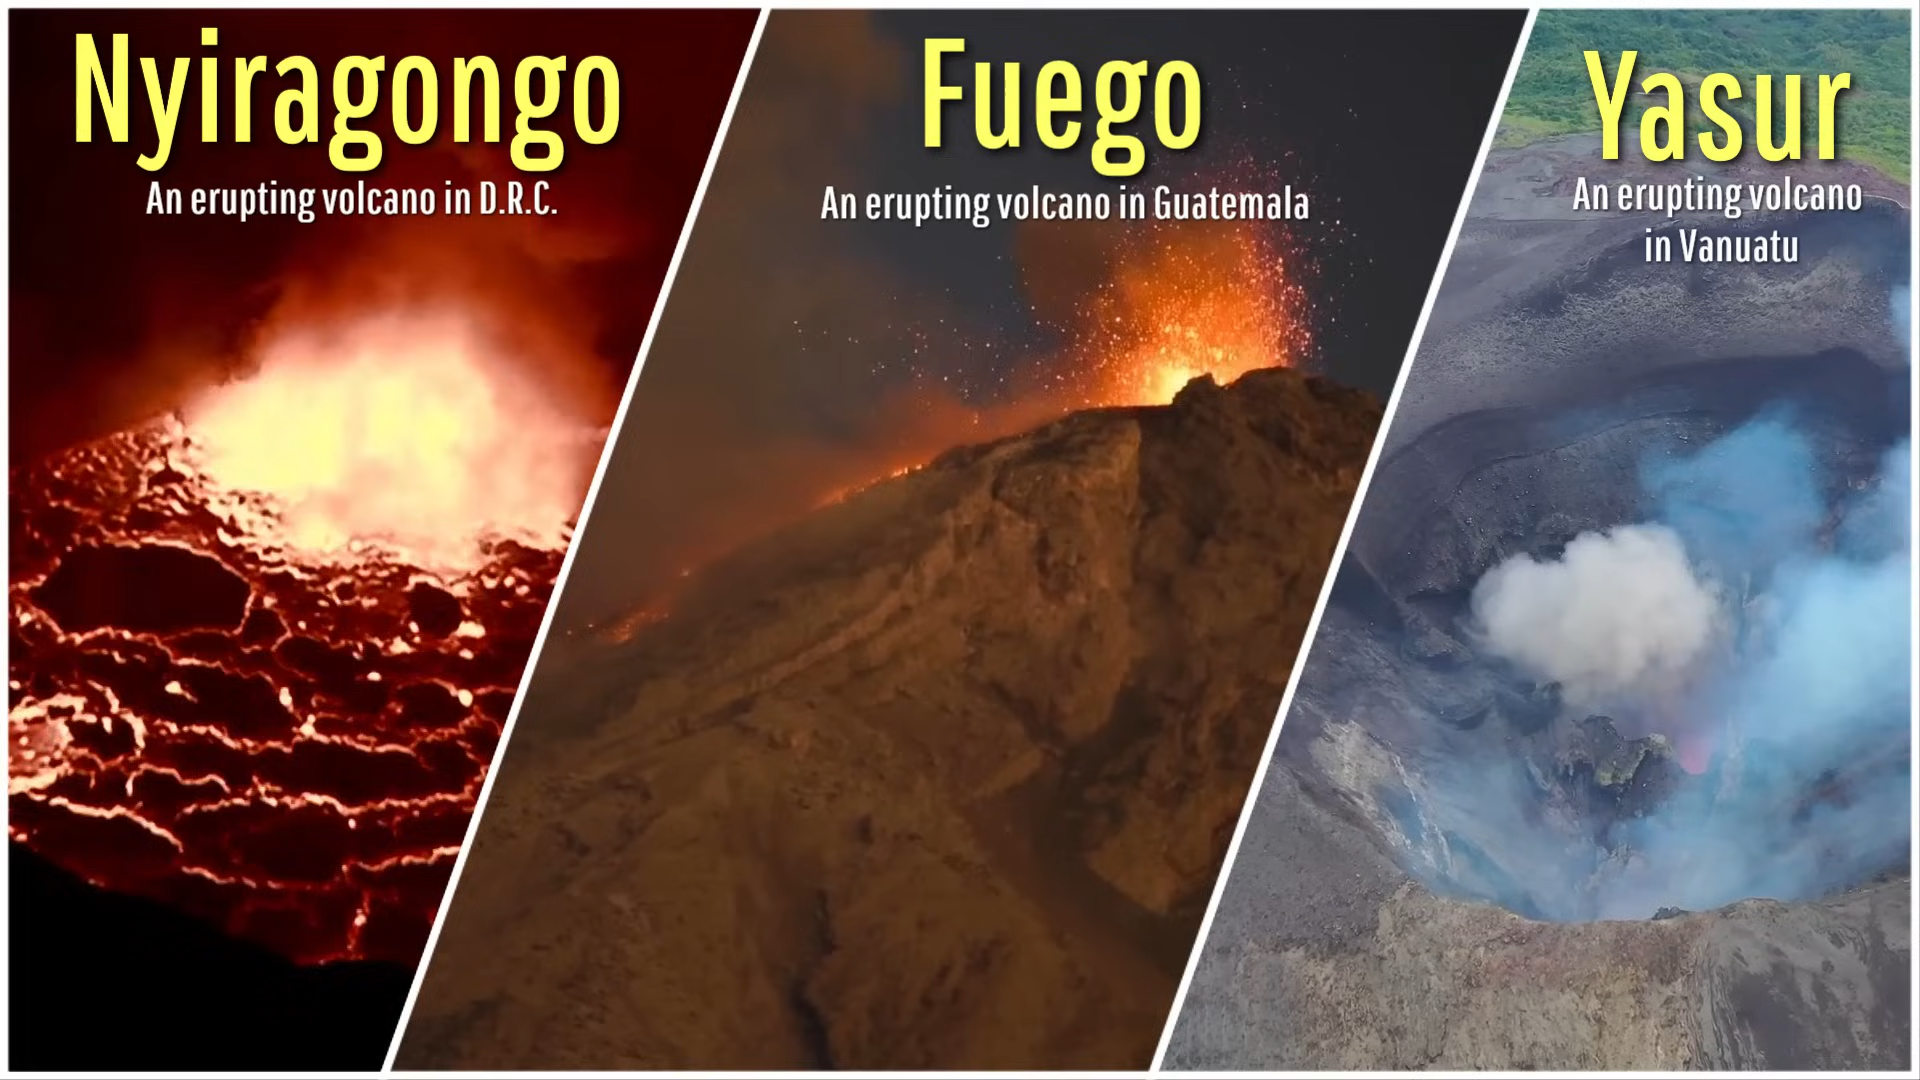 Nyiragongo
An erupting volcano in D.R.C.
Fuego
An erupting volcano in Guatemala
Yasur
An erupting volcano
in Vanuatu